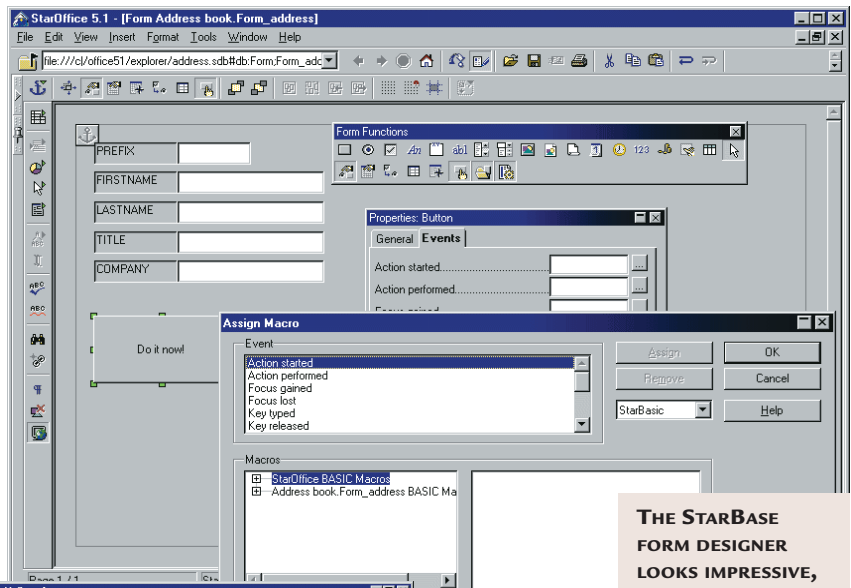 StarOffice 5.1 - [Form Address book.Form_address]
File Edit View Insert Format Tools Window Help
file:///c|/office51/explorer/address.sdb#db:Form;Form_adc
PREFIX
FIRSTNAME
LASTNAME
TITLE
COMPANY
Do it now!
Form Functions
Properties: Button
General Events
Action started
Action performed
Assign Macro
Event
Action started
Action performed
Focus gained
Focus lost
Key typed
Key released
Assign
Remove
StarBasic
OK
Cancel
Help
Macros
StarOffice BASIC Macros
Address book.Form_address BASIC Ma
Page 1 / 1
THE STARBASE
FORM DESIGNER
LOOKS IMPRESSIVE,